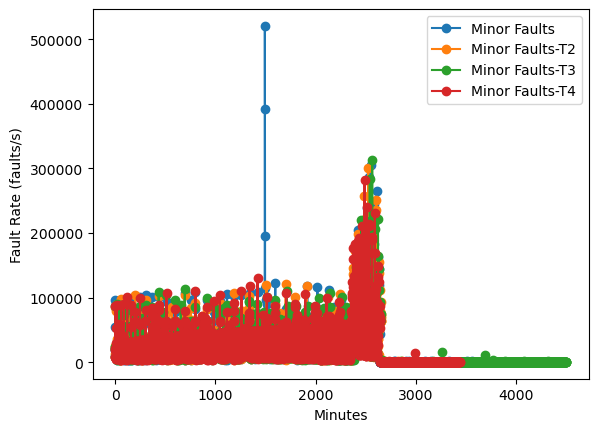 500000
400000
300000
200000
100000
0
Fault Rate (faults/s)
Minor Faults
Minor Faults-T2
Minor Faults-T3
Minor Faults-T4
0 1000 2000 3000 4000
Minutes